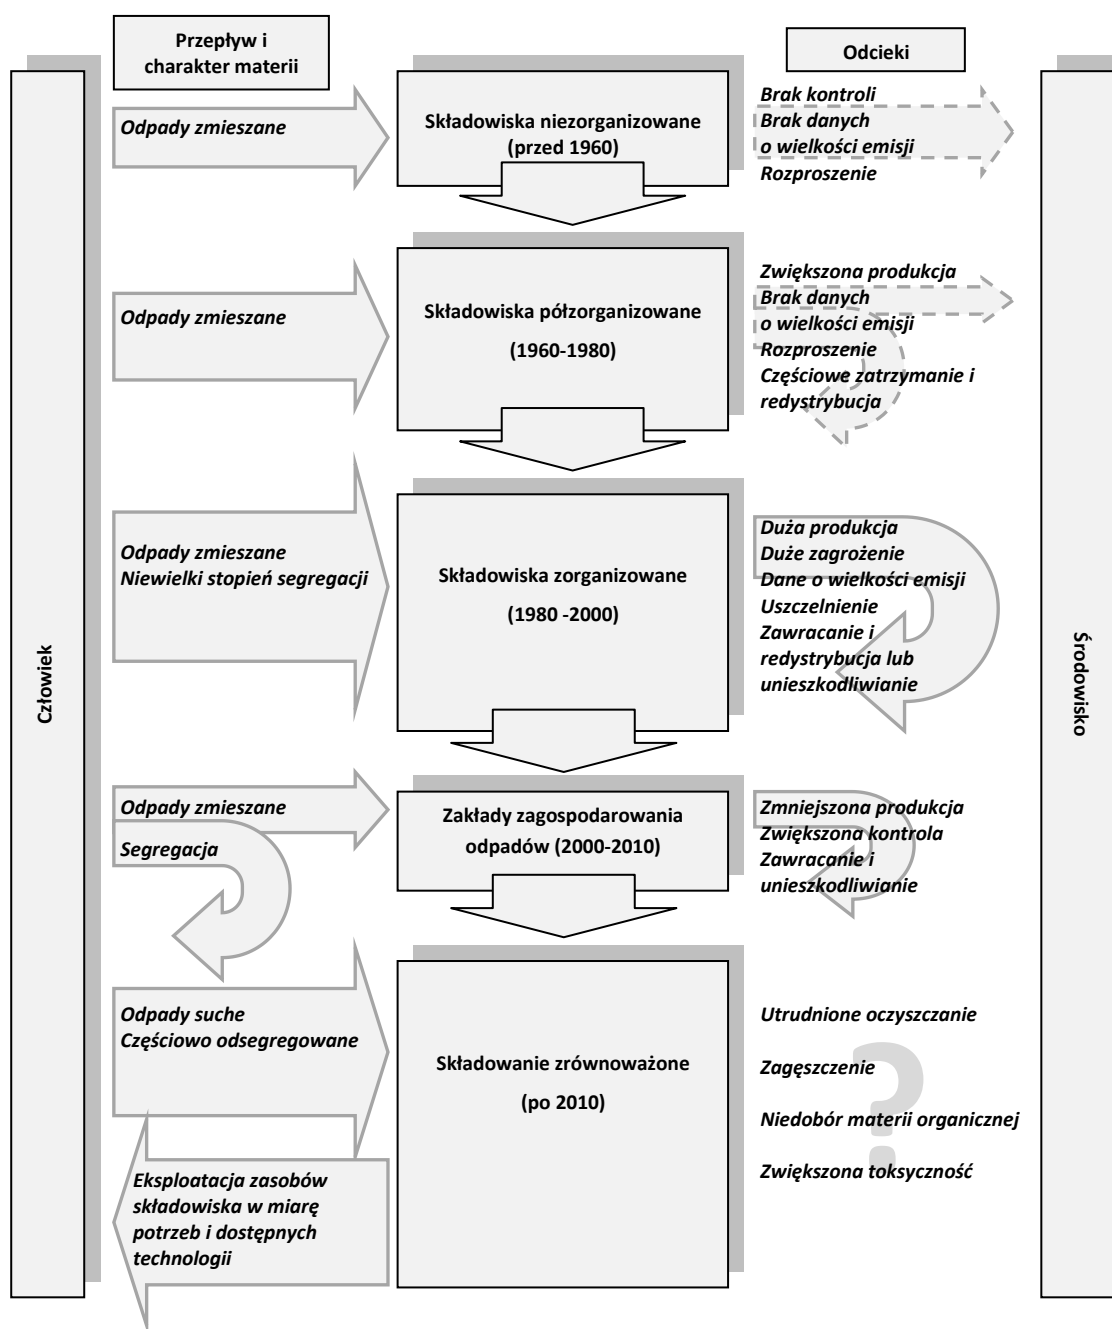 Przepływ i
charakter materii
Odcieki
Człowiek
Środowisko
Odpady zmieszane
Składowiska niezorganizowane
(przed 1960)
Brak kontroli
Brak danych
o wielkości emisji
Rozproszenie
Odpady zmieszane
Składowiska półzorganizowane
(1960-1980)
Zwiększona produkcja
Brak danych
o wielkości emisji
Rozproszenie
Częściowe zatrzymanie i
redystrybucja
Odpady zmieszane
Niewielki stopień segregacji
Składowiska zorganizowane
(1980 -2000)
Duża produkcja
Duże zagrożenie
Dane o wielkości emisji
Uszczelnienie
Zawracanie i
redystrybucja lub
unieszkodliwianie
Odpady zmieszane
Segregacja
Zakłady zagospodarowania
odpadów (2000-2010)
Zmniejszona produkcja
Zwiększona kontrola
Zawracanie i
unieszkodliwianie
Odpady suche
Częściowo odsegregowane
Eksploatacja zasobów
składowiska w miarę
potrzeb i dostępnych
technologii
Składowanie zrównoważone
(po 2010)
Utrudnione oczyszczanie
Zagęszczenie
Niedobór materii organicznej
Zwiększona toksyczność
?